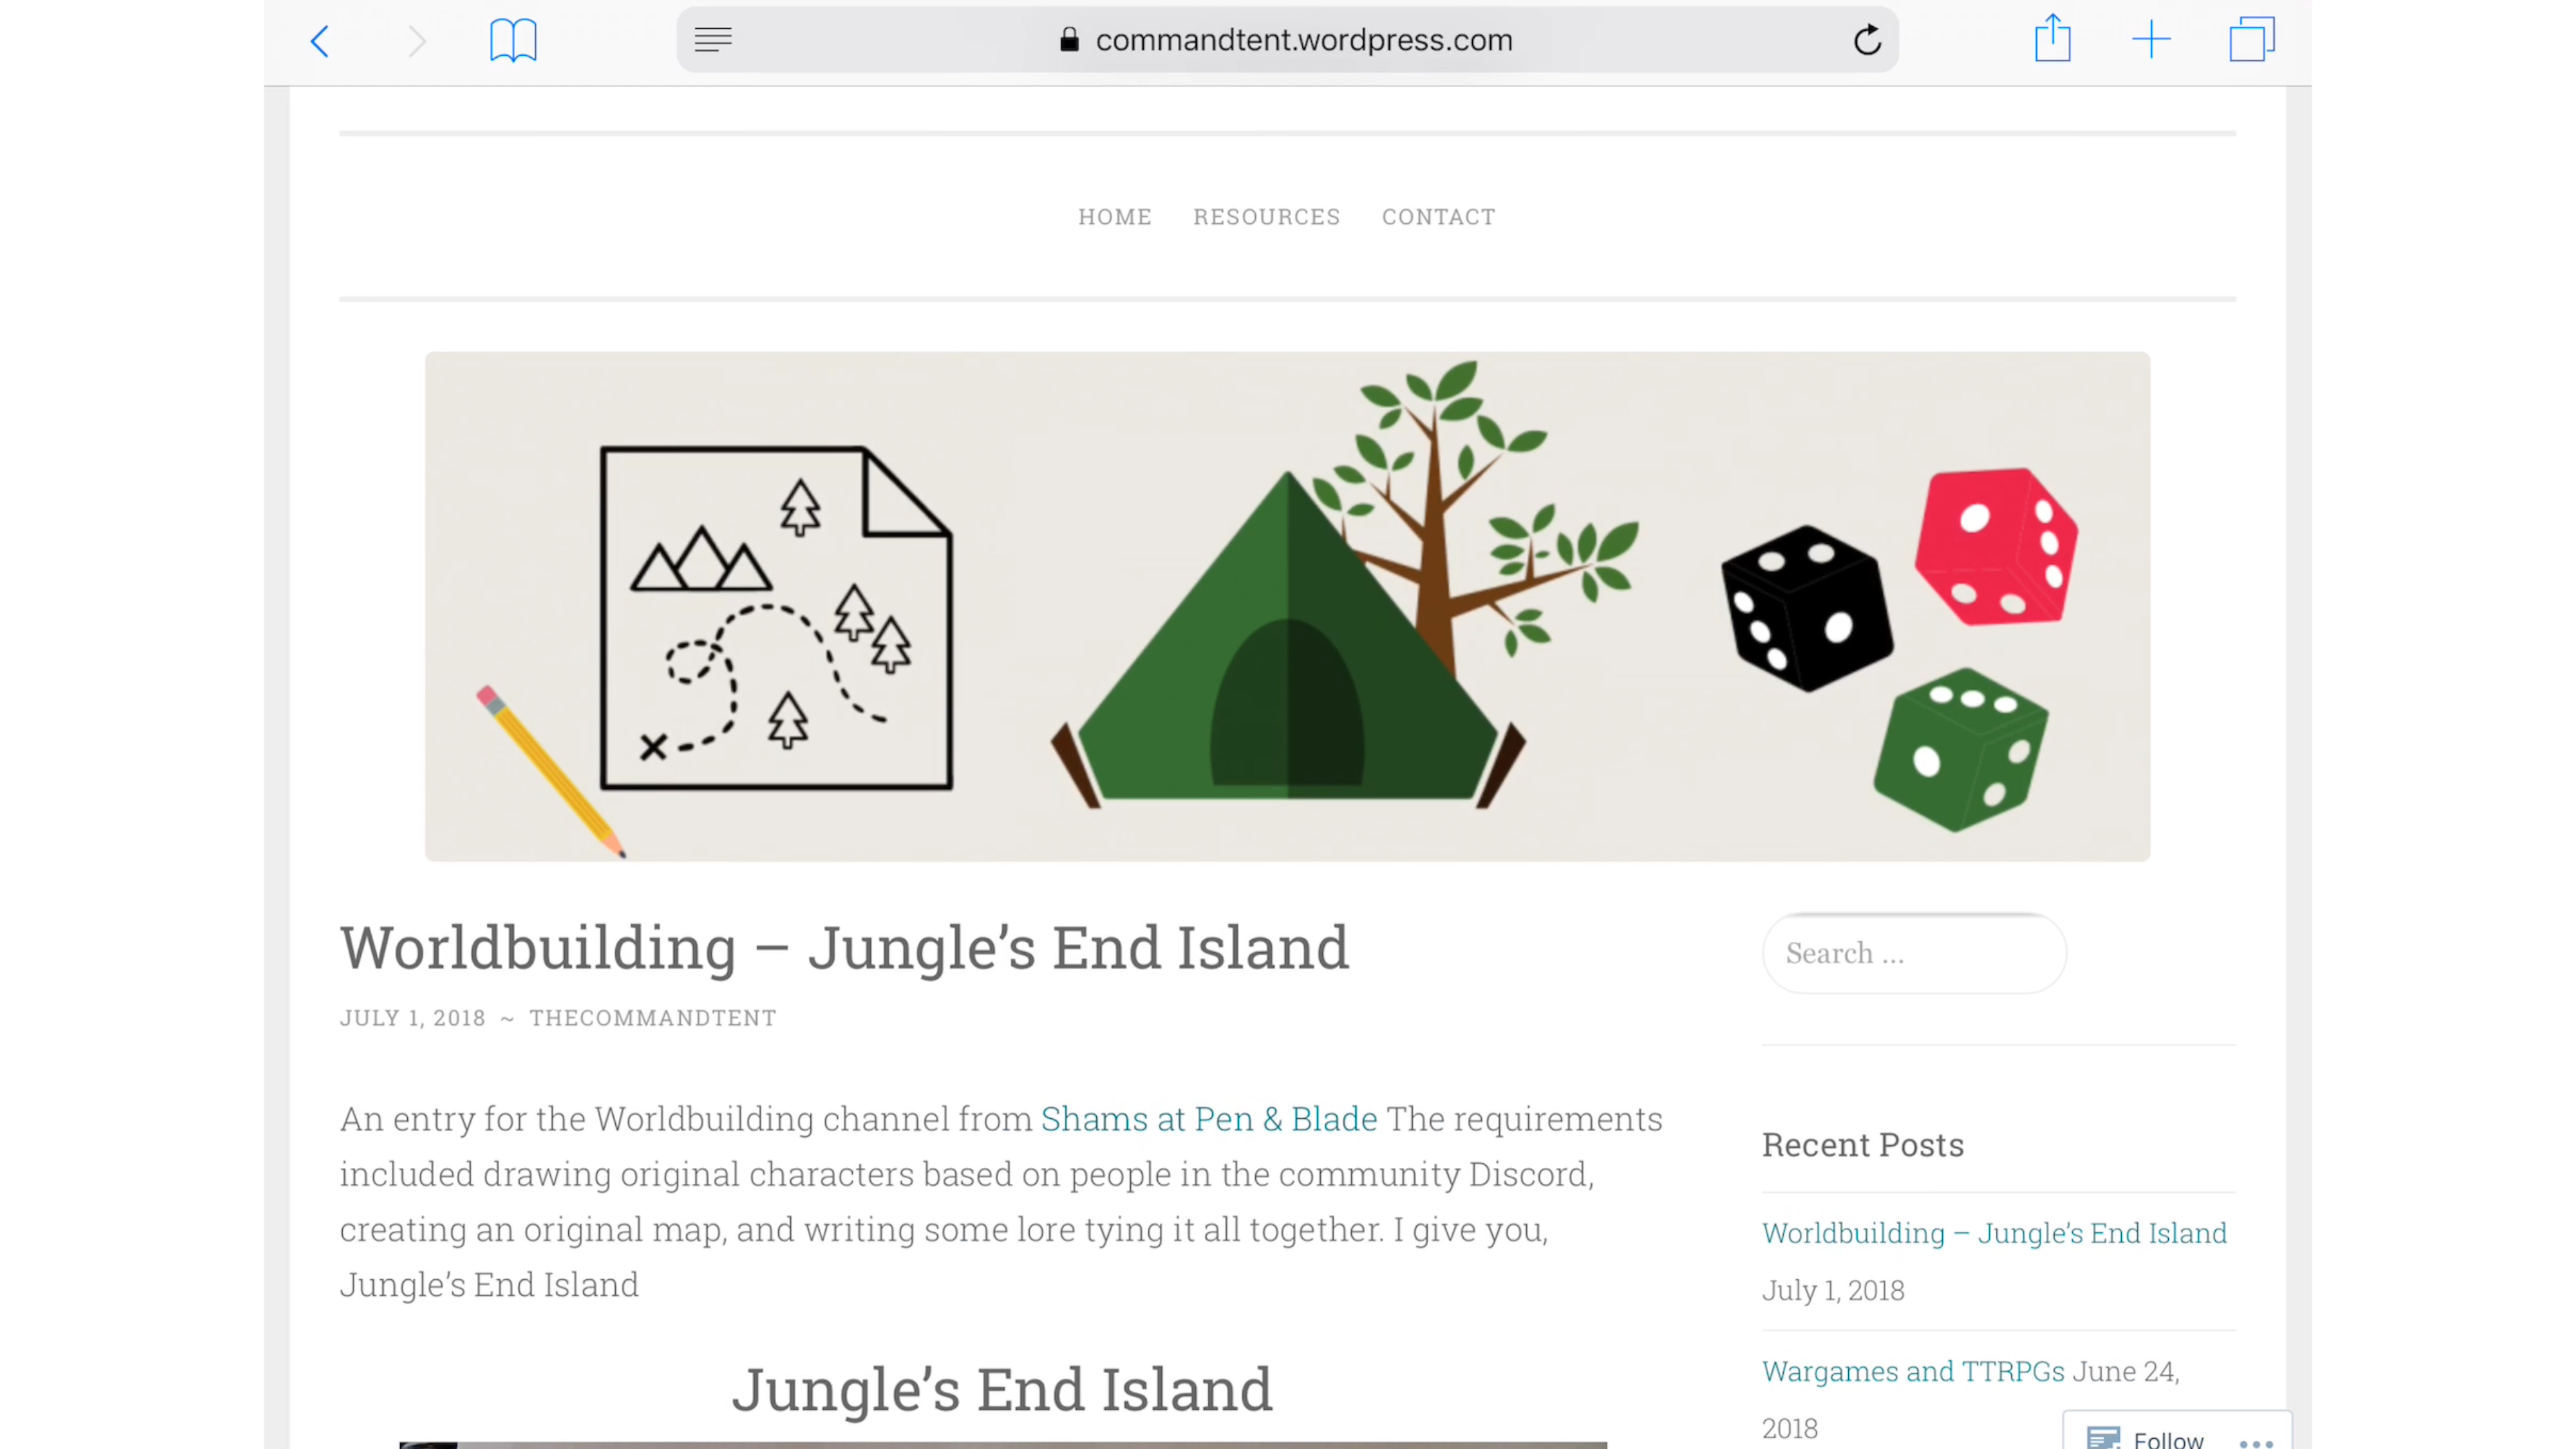 commandtent.wordpress.com
HOME RESOURCES CONTACT
Worldbuilding – Jungle’s End Island
JULY 1, 2018 ~ THECOMMANDTENT
An entry for the Worldbuilding channel from Shams at Pen & Blade The requirements
included drawing original characters based on people in the community Discord,
creating an original map, and writing some lore tying it all together. I give you,
Jungle’s End Island
Jungle’s End Island
Search ...
Recent Posts
Worldbuilding – Jungle’s End Island
July 1, 2018
Wargames and TTRPGs June 24,
2018
Follow